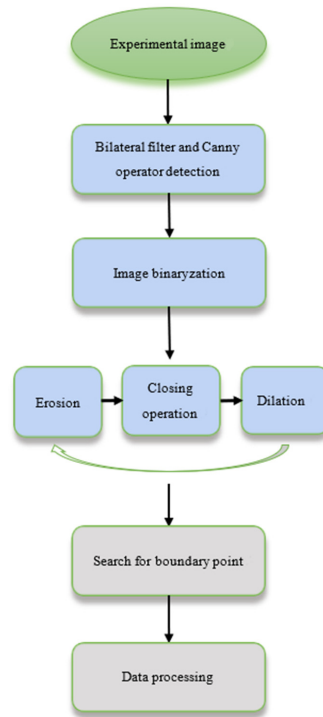 Experimental image
Bilateral filter and Canny
operator detection
Image binaryzation
Erosion
Closing
operation
Dilation
Search for boundary point
Data processing